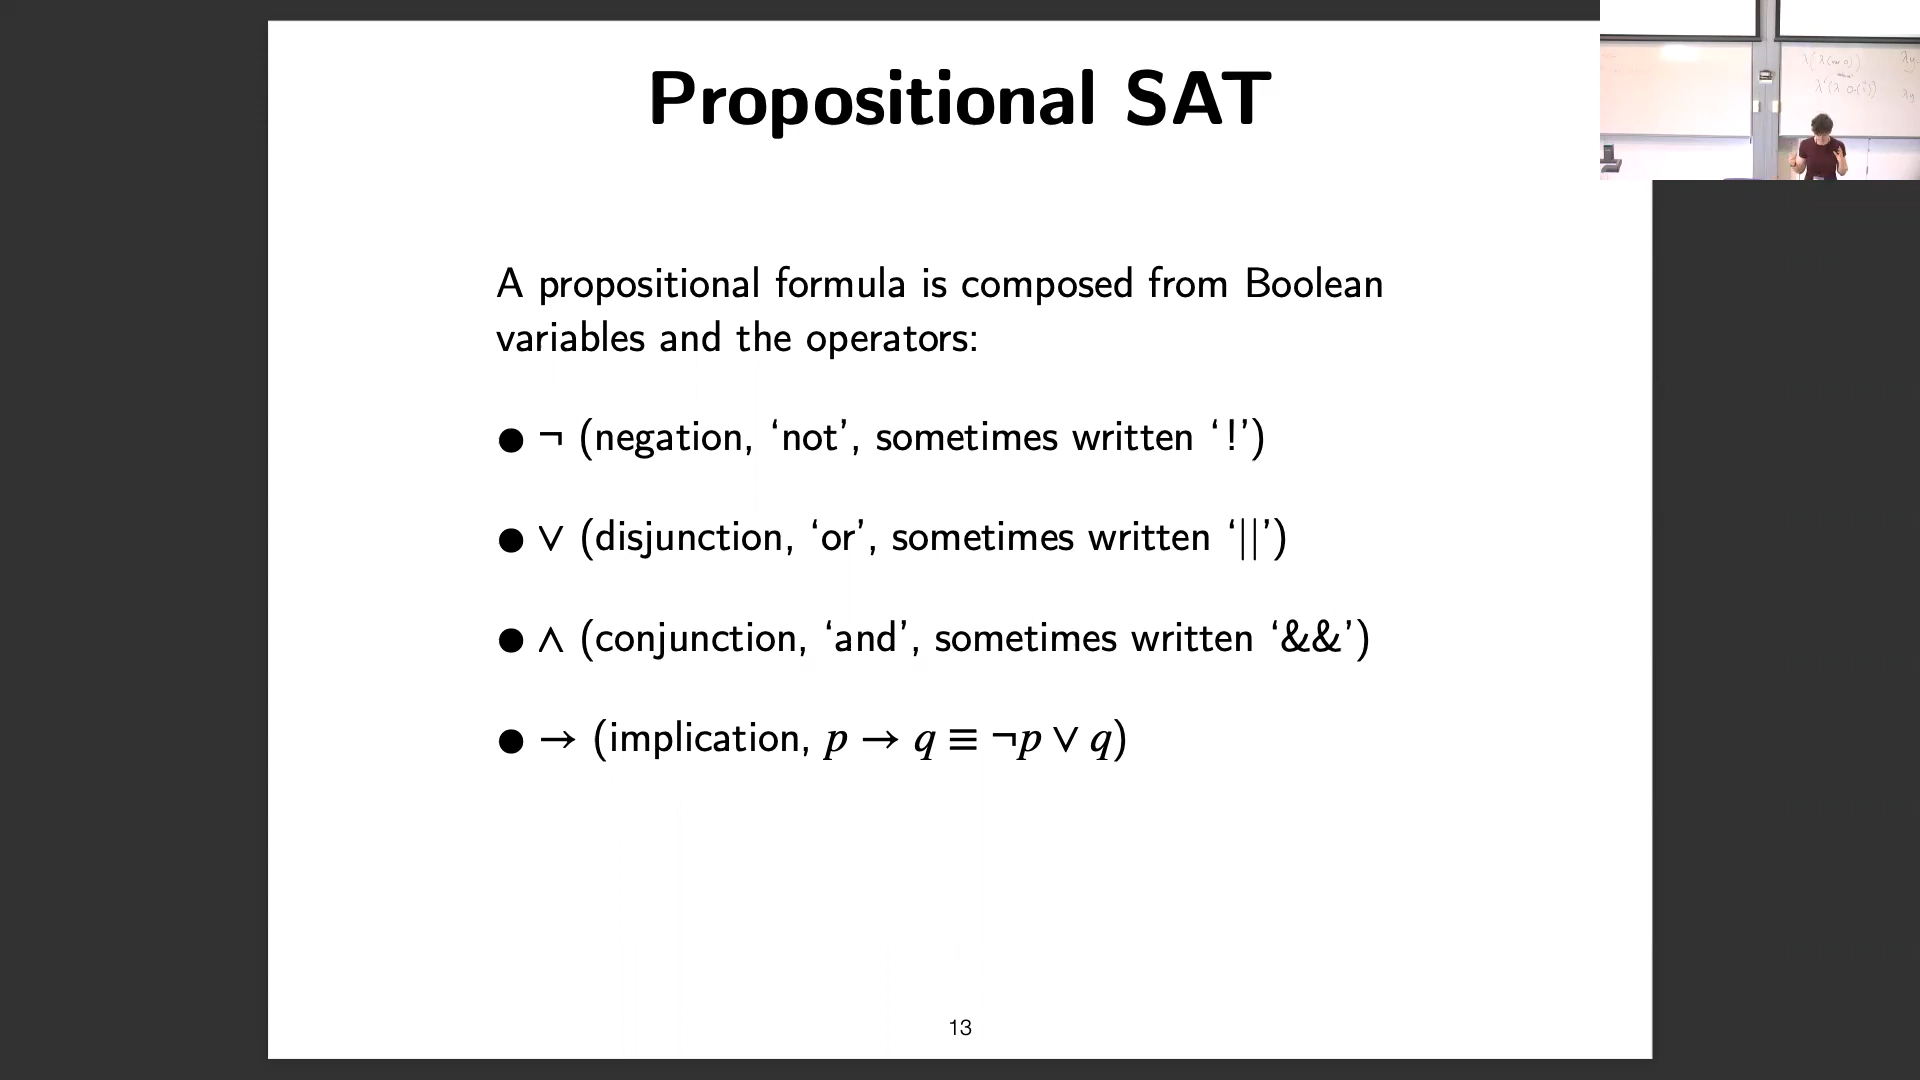 Propositional SAT
A propositional formula is composed from Boolean
variables and the operators:
● ¬ (negation, ‘not’, sometimes written ‘!’)
● ∨ (disjunction, ‘or’, sometimes written ‘||’)
● ∧ (conjunction, ‘and’, sometimes written ‘&&’)
● → (implication, p → q ≡ ¬p ∨ q)
13